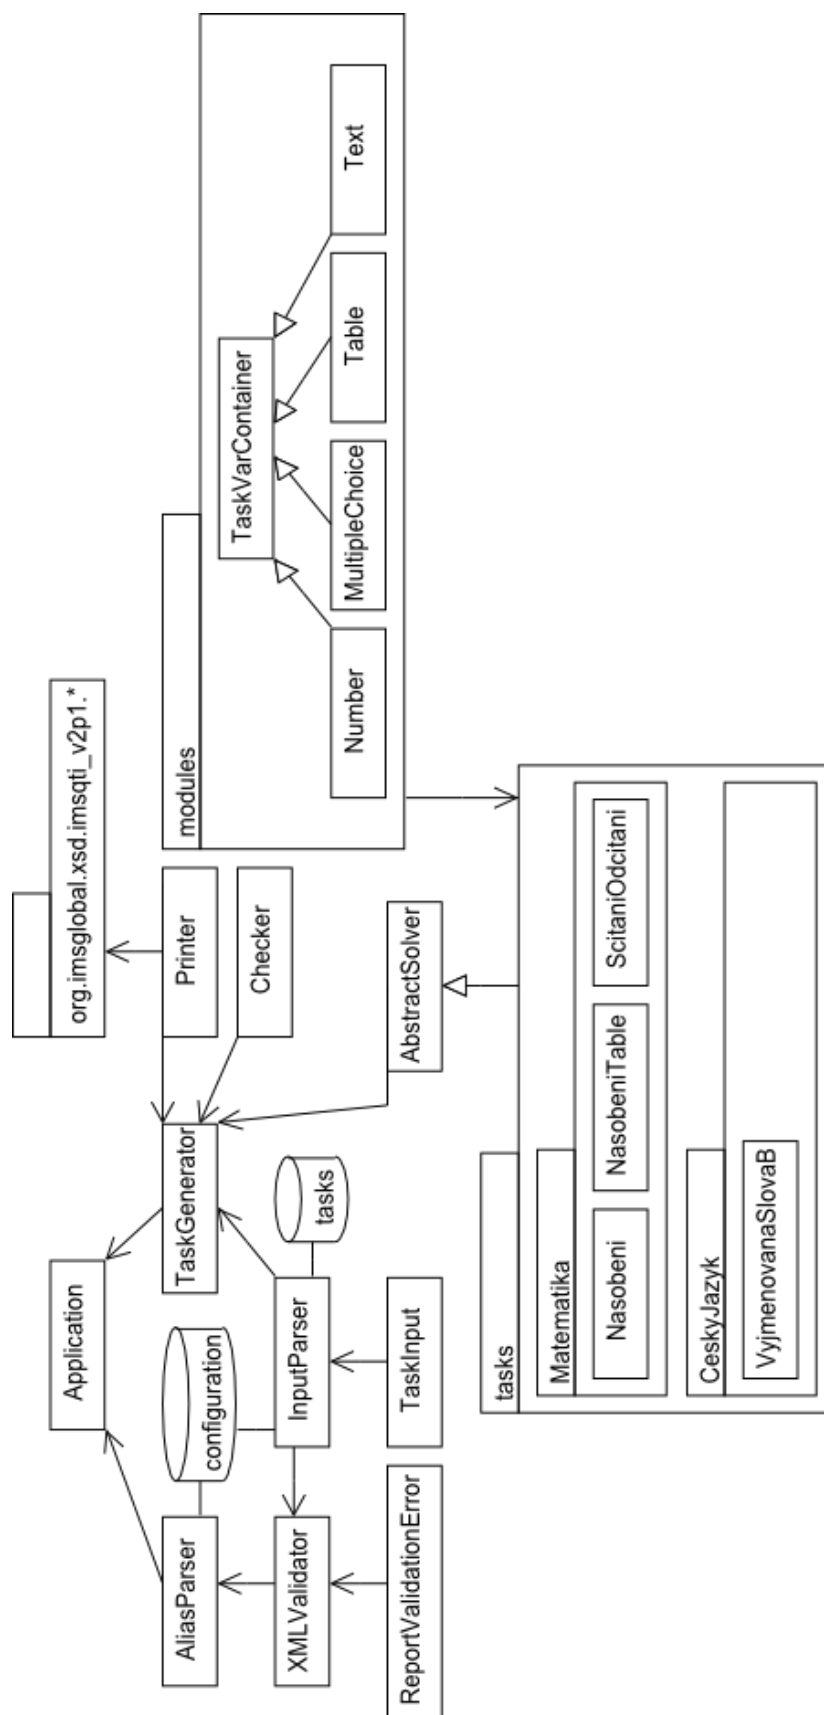 Application
org.imsglobal.xsd.imsqti_v2p1.*
AliasParser
configuration
TaskGenerator
Printer
modules
Checker
TaskVarContainer
XMLValidator
InputParser
tasks
Number
MultipleChoice
Table
Text
ReportValidationError
TaskInput
AbstractSolver
tasks
Matematika
Nasobeni
NasobeniTable
ScitaniOdcitani
CeskyJazyk
VyjmenovanaSlovaB